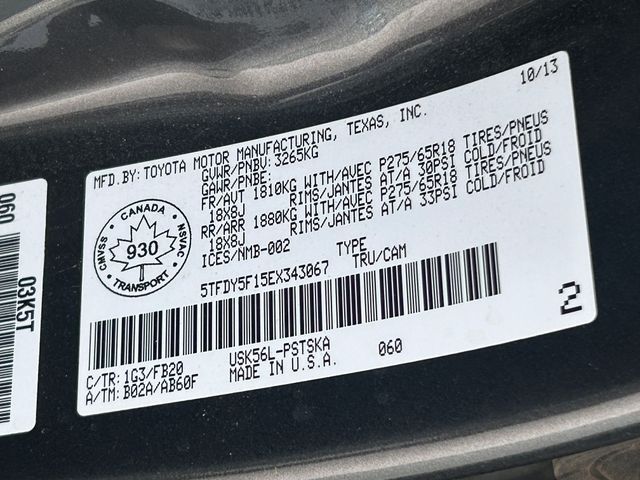 10/13
MFD.BY:TOYOTA MOTOR MANUFACTURING, TEXAS, INC.
GVWR/PNBV: 3265KG
GAWR/PNBE:
FR/AVT 1810KG WITH/AVEC P275/65R18 TIRES/PNEUS
18X8J RIMS/JANTES AT/A 30PSI COLD/FROID
RR/ARR 1880KG WITH/AVEC P275/65R18 TIRES/PNEUS
18X8J RIMS/JANTES AT/A 33PSI COLD/FROID
ICES/NMB-002 TYPE
5TFDY5F15EX343067 TRU/CAM
CANADA
CMVSS 930 NSVAC
2
C/TR: 1G3/FB20 USK56L-PSTSKA 060
A/TM: B02A/AB60F MADE IN U.S.A.
060
03K5T